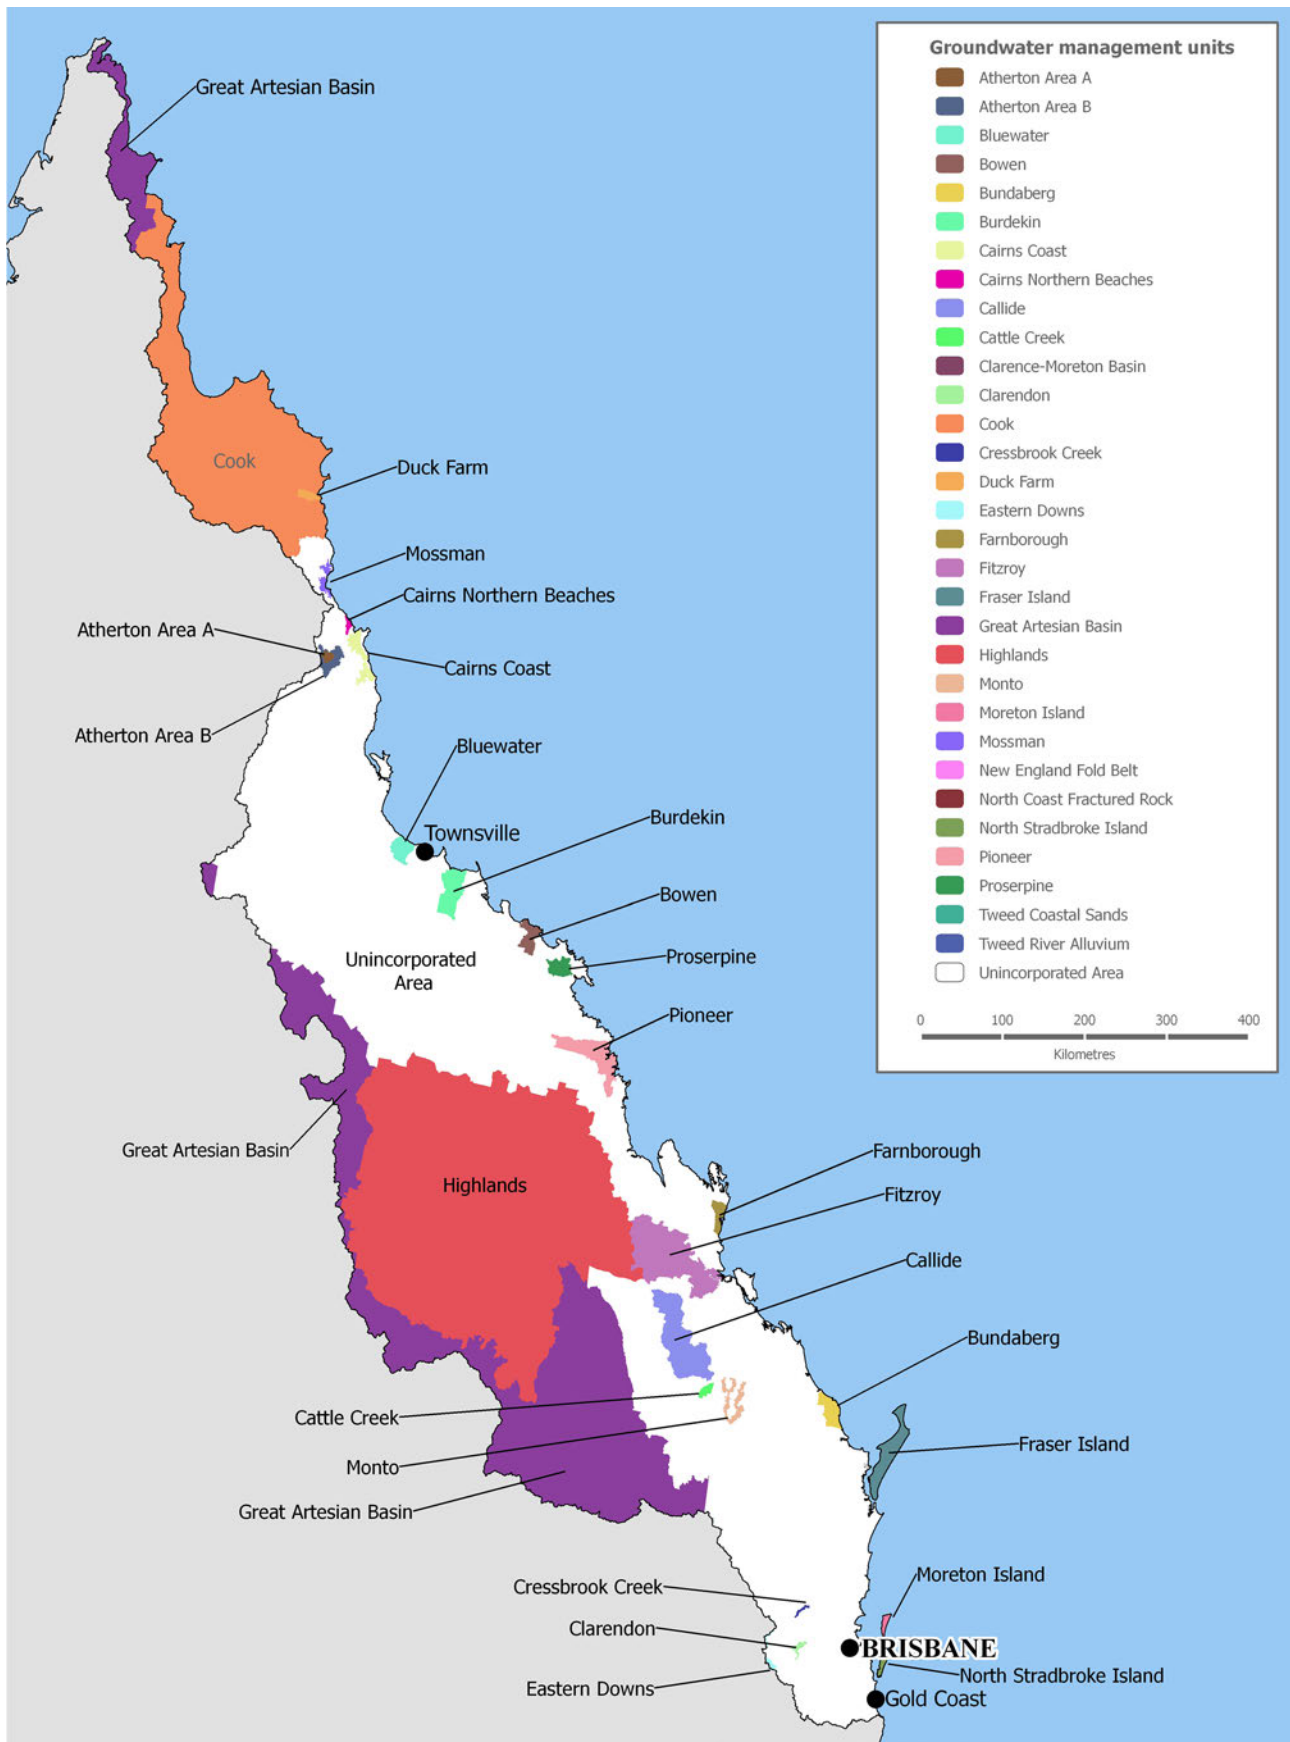 Great Artesian Basin
Cook
Duck Farm
Mossman
Cairns Northern Beaches
Atherton Area A
Cairns Coast
Atherton Area B
Bluewater
Townsville
Burdekin
Bowen
Unincorporated
Area
Proserpine
Pioneer
Great Artesian Basin
Highlands
Farnborough
Fitzroy
Callide
Bundaberg
Cattle Creek
Fraser Island
Monto
Great Artesian Basin
Moreton Island
Cressbrook Creek
Clarendon
BRISBANE
North Stradbroke Island
Eastern Downs
Gold Coast
Groundwater management units
Atherton Area A
Atherton Area B
Bluewater
Bowen
Bundaberg
Burdekin
Cairns Coast
Cairns Northern Beaches
Callide
Cattle Creek
Clarence-Moreton Basin
Clarendon
Cook
Cressbrook Creek
Duck Farm
Eastern Downs
Farnborough
Fitzroy
Fraser Island
Great Artesian Basin
Highlands
Monto
Moreton Island
Mossman
New England Fold Belt
North Coast Fractured Rock
North Stradbroke Island
Pioneer
Proserpine
Tweed Coastal Sands
Tweed River Alluvium
Unincorporated Area
0 100 200 300 400
Kilometres